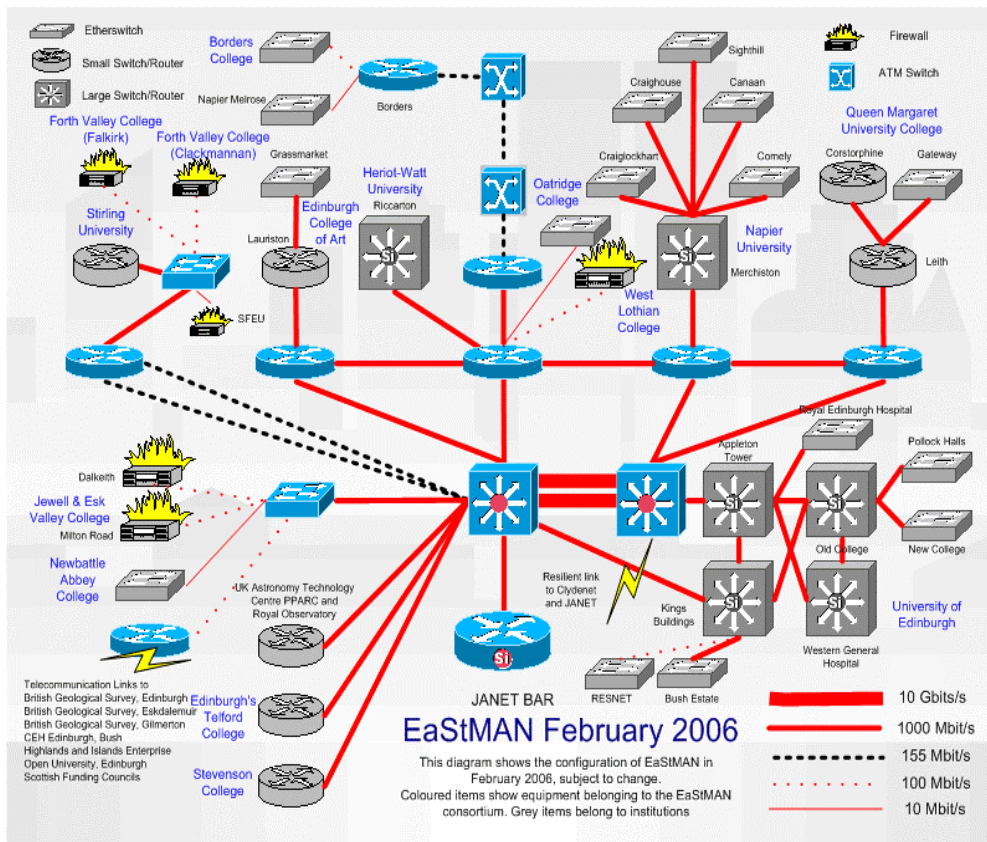 Etherswitch
Small Switch/Router
Large Switch/Router
Borders
College
Napier Melrose
Borders
Sighthill
Craighouse
Canaan
Firewall
ATM Switch
Queen Margaret
University College
Forth Valley College
(Falkirk)
Forth Valley College
(Clackmannan)
Grassmarket
Heriot-Watt
University
Riccarton
Edinburgh
College
of Art
Lauriston
Oatridge
College
Craiglockhart
Comely
Corstorphine
Gateway
Stirling
University
Si
Si
Napier
University
Merchiston
Leith
SFEU
West
Lothian
College
Royal Edinburgh Hospital
Appleton
Tower
Pollock Halls
Dalkeith
Jewell & Esk
Valley College
Milton Road
Si
Si
Old College
New College
Newbattle
Abbey
College
UK Astronomy Technology
Centre PPARC and
Royal Observatory
Resilient link
to Clydenet
and JANET
Kings
Buildings
Si
Si
University of
Edinburgh
Western General
Hospital
Si
RESNET
Bush Estate
JANET BAR
Telecommunication Links to
British Geological Survey, Edinburgh
British Geological Survey, Eskdalemuir
British Geological Survey, Gilmerton
CEH Edinburgh, Bush
Highlands and Islands Enterprise
Open University, Edinburgh
Scottish Funding Councils
Edinburgh's
Telford
College
Stevenson
College
EaStMAN February 2006
This diagram shows the configuration of EaStMAN in
February 2006, subject to change.
Coloured items show equipment belonging to the EaStMAN
consortium. Grey items belong to institutions
10 Gbits/s
1000 Mbit/s
155 Mbit/s
100 Mbit/s
10 Mbit/s